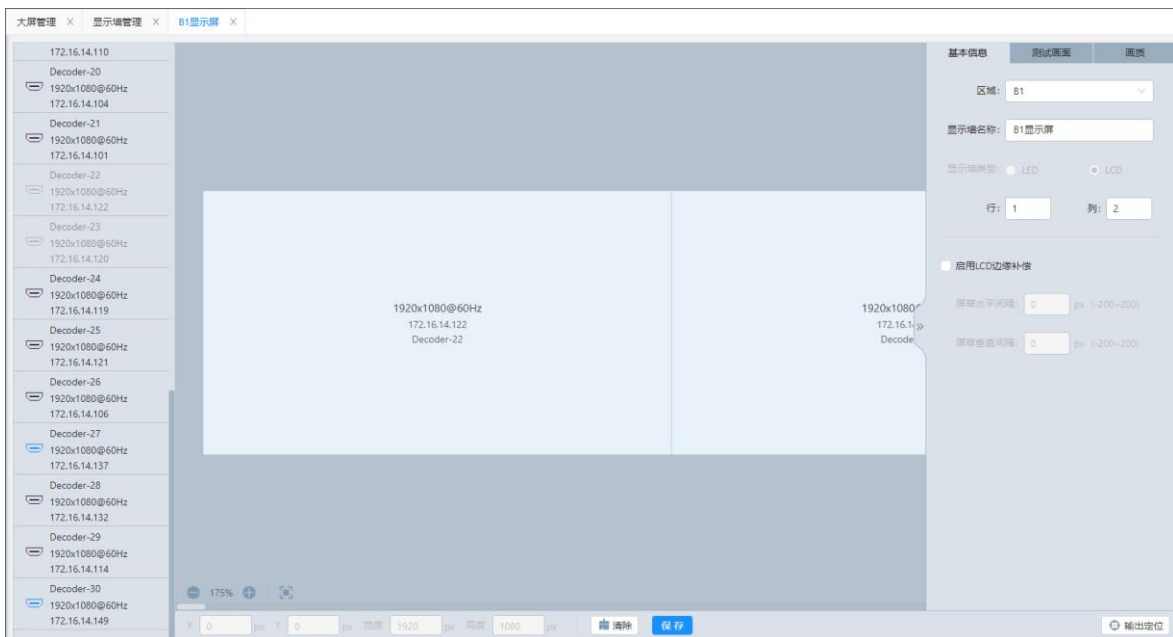 大屏管理 × 显示墙管理 × B1显示屏 ×
172.16.14.110
Decoder-20
1920x1080@60Hz
172.16.14.104
Decoder-21
1920x1080@60Hz
172.16.14.101
Decoder-22
1920x1080@60Hz
172.16.14.122
Decoder-23
1920x1080@60Hz
172.16.14.120
Decoder-24
1920x1080@60Hz
172.16.14.119
Decoder-25
1920x1080@60Hz
172.16.14.121
Decoder-26
1920x1080@60Hz
172.16.14.106
Decoder-27
1920x1080@60Hz
172.16.14.137
Decoder-28
1920x1080@60Hz
172.16.14.132
Decoder-29
1920x1080@60Hz
172.16.14.114
Decoder-30
1920x1080@60Hz
172.16.14.149
1920x1080@60Hz
172.16.14.122
Decoder-22
1920x1080
172.16.1
Decode
175%
基本信息 测试画面 画质
区域: B1
显示墙名称: B1显示屏
显示墙类型: LED LCD
行: 1 列: 2
启用LCD边缘补偿
屏幕水平间隔: 0 px (-200~200)
屏幕垂直间隔: 0 px (-200~200)
X 0 px Y 0 px 宽度 1920 px 高度 1080 px 清除 保存 输出定位